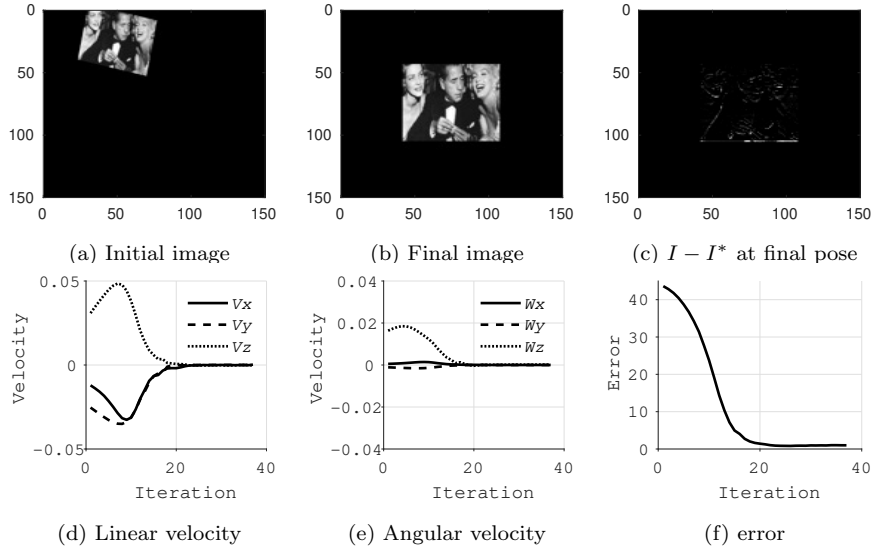 0
50
100
150
0 50 100 150
(a) Initial image
0
50
100
150
0 50 100 150
(b) Final image
0
50
100
150
0 50 100 150
(c) I − I* at final pose
0.05
0
−0.05
Velocity
Vx
Vy
Vz
0 20 40
Iteration
(d) Linear velocity
0.04
0.02
0
−0.02
−0.04
Velocity
Wx
Wy
Wz
0 20 40
Iteration
(e) Angular velocity
40
30
20
10
0
Error
0 20 40
Iteration
(f) error